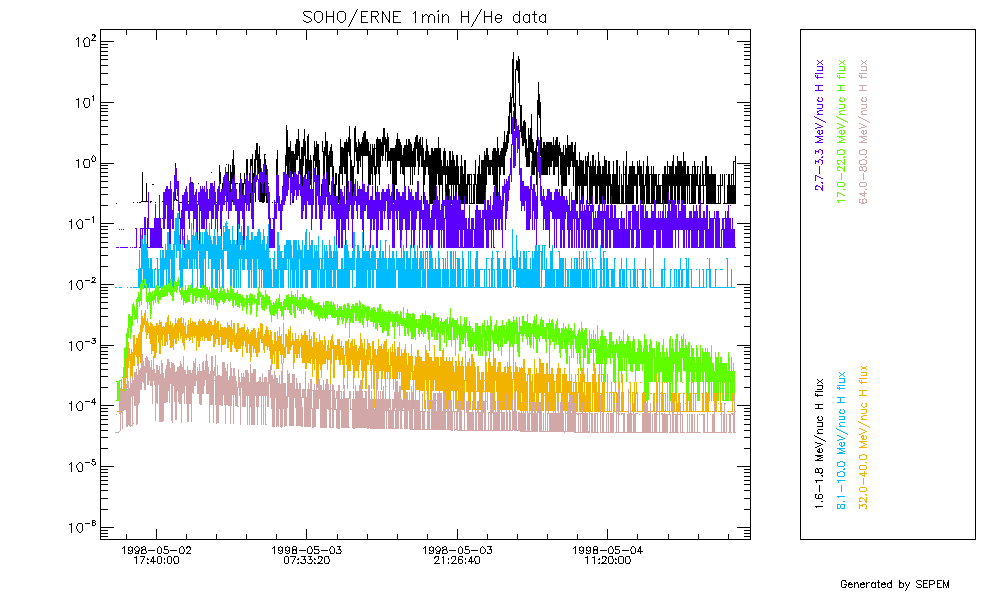 SOHO/ERNE 1min H/He data
10²
10¹
10⁰
10⁻¹
10⁻²
10⁻³
10⁻⁴
10⁻⁵
10⁻⁶
1998-05-02
17:40:00
1998-05-03
07:33:20
1998-05-03
21:26:40
1998-05-04
11:20:00
1.6-1.8 MeV/nuc H flux
2.7-3.3 MeV/nuc H flux
8.1-10.0 MeV/nuc H flux
17.0-22.0 MeV/nuc H flux
32.0-40.0 MeV/nuc H flux
64.0-80.0 MeV/nuc H flux
Generated by SEPEM